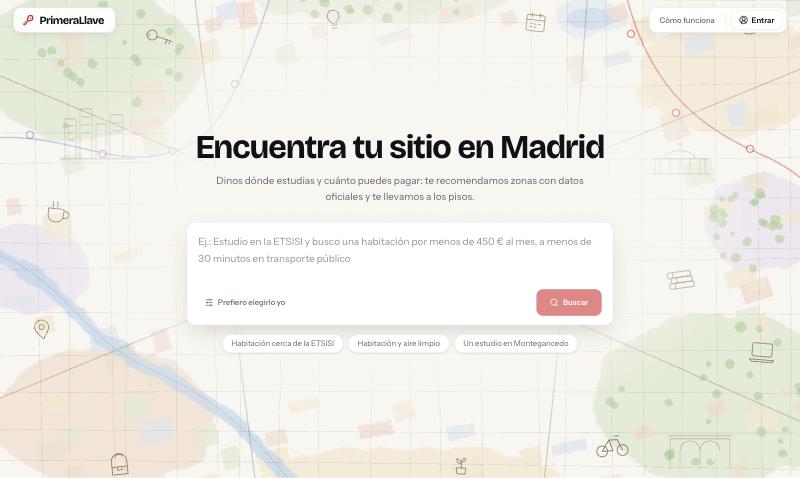 PrimeraLlave
Cómo funciona
Entrar
Encuentra tu sitio en Madrid
Dinos dónde estudias y cuánto puedes pagar: te recomendamos zonas con datos
oficiales y te llevamos a los pisos.
Ej.: Estudio en la ETSISI y busco una habitación por menos de 450 € al mes, a menos de
30 minutos en transporte público
Prefiero elegirlo yo
Buscar
Habitación cerca de la ETSISI
Habitación y aire limpio
Un estudio en Montegancedo